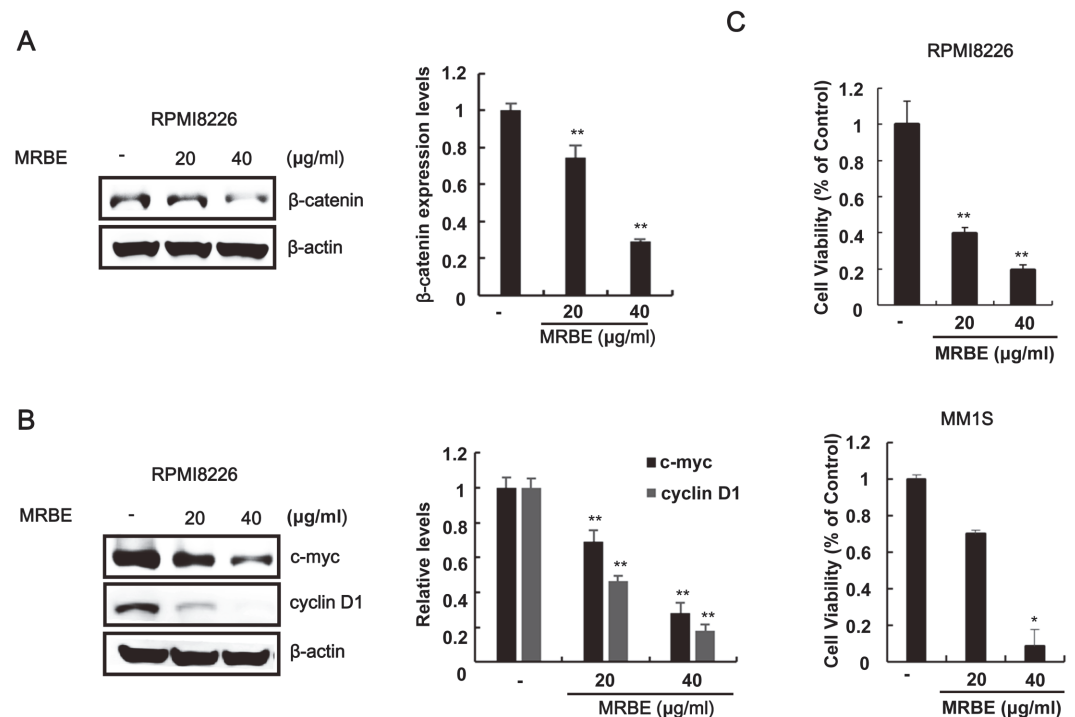 A
RPMI8226
MRBE - 20 40 (µg/ml)
β-catenin
β-actin
β-catenin expression levels
1.2
1
0.8
0.6
0.4
0.2
0
**
**
- 20 40
MRBE (µg/ml)
B
RPMI8226
MRBE - 20 40 (µg/ml)
c-myc
cyclin D1
β-actin
Relative levels
1.2
1
0.8
0.6
0.4
0.2
0
c-myc
cyclin D1
**
**
**
**
- 20 40
MRBE (µg/ml)
C
RPMI8226
Cell Viability (% of Control)
1.2
1
0.8
0.6
0.4
0.2
0
**
**
- 20 40
MRBE (µg/ml)
MM1S
Cell Viability (% of Control)
1.2
1
0.8
0.6
0.4
0.2
0
*
- 20 40
MRBE (µg/ml)